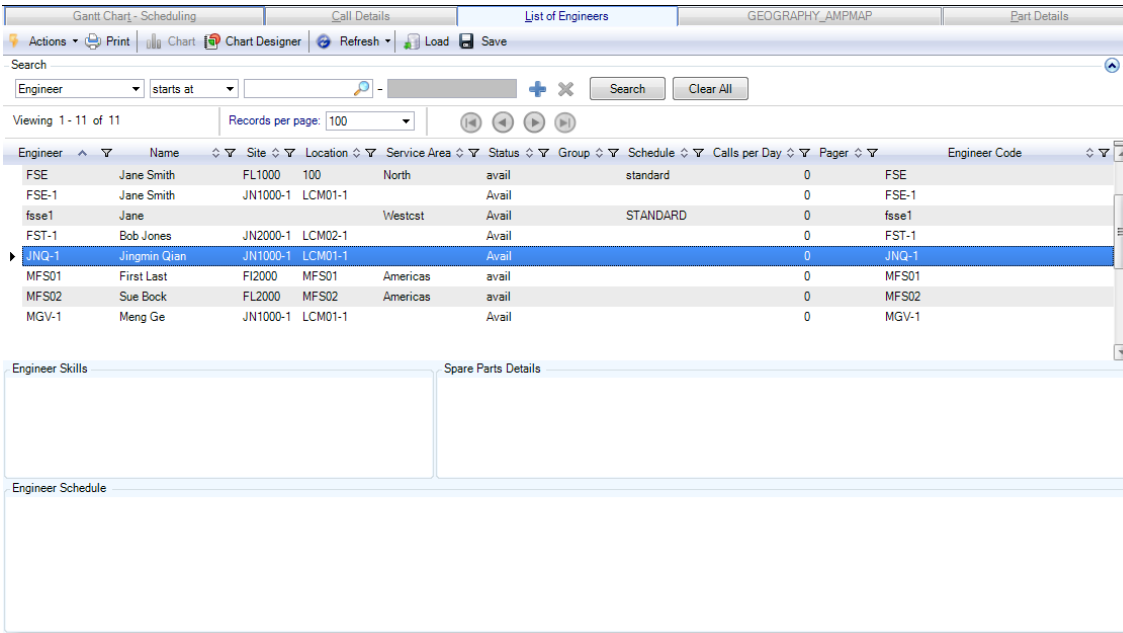 Gantt Chart - Scheduling Call Details List of Engineers GEOGRAPHY_AMPMAP Part Details
Actions Print Chart Chart Designer Refresh Load Save
Search
Engineer starts at - Search Clear All
Viewing 1 - 11 of 11 Records per page: 100
Engineer Name Site Location Service Area Status Group Schedule Calls per Day Pager Engineer Code
FSE Jane Smith FL1000 100 North avail standard 0 FSE
FSE-1 Jane Smith JN1000-1 LCM01-1 Avail 0 FSE-1
fsse1 Jane Westcst Avail STANDARD 0 fsse1
FST-1 Bob Jones JN2000-1 LCM02-1 Avail 0 FST-1
JNQ-1 Jingmin Qian JN1000-1 LCM01-1 Avail 0 JNQ-1
MFS01 First Last FI2000 MFS01 Americas avail 0 MFS01
MFS02 Sue Bock FL2000 MFS02 Americas avail 0 MFS02
MGV-1 Meng Ge JN1000-1 LCM01-1 Avail 0 MGV-1
Engineer Skills Spare Parts Details
Engineer Schedule